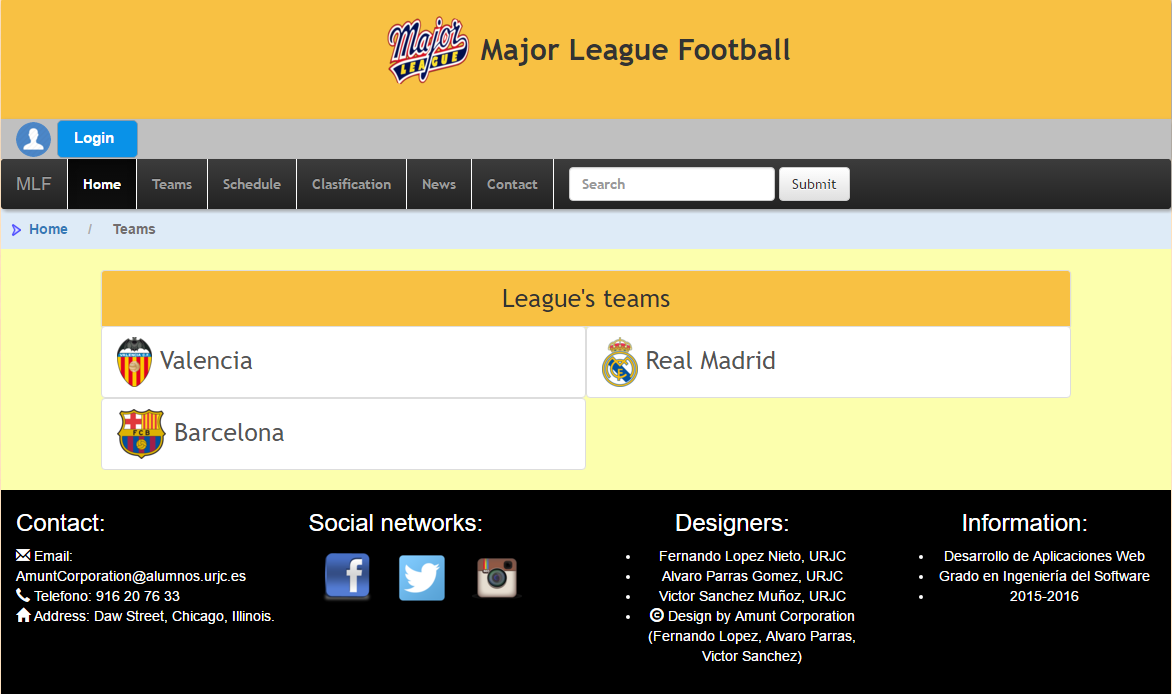 Major LEAGUE Major League Football
Login
MLF Home Teams Schedule Clasification News Contact Search Submit
Home / Teams
League's teams
Valencia Real Madrid
FCB Barcelona
Contact: Social networks: Designers: Information:
Email:
AmuntCorporation@alumnos.urjc.es
Telefono: 916 20 76 33
Address: Daw Street, Chicago, Illinois.
Fernando Lopez Nieto, URJC
Alvaro Parras Gomez, URJC
Victor Sanchez Muñoz, URJC
© Design by Amunt Corporation
(Fernando Lopez, Alvaro Parras,
Victor Sanchez)
Desarrollo de Aplicaciones Web
Grado en Ingeniería del Software
2015-2016